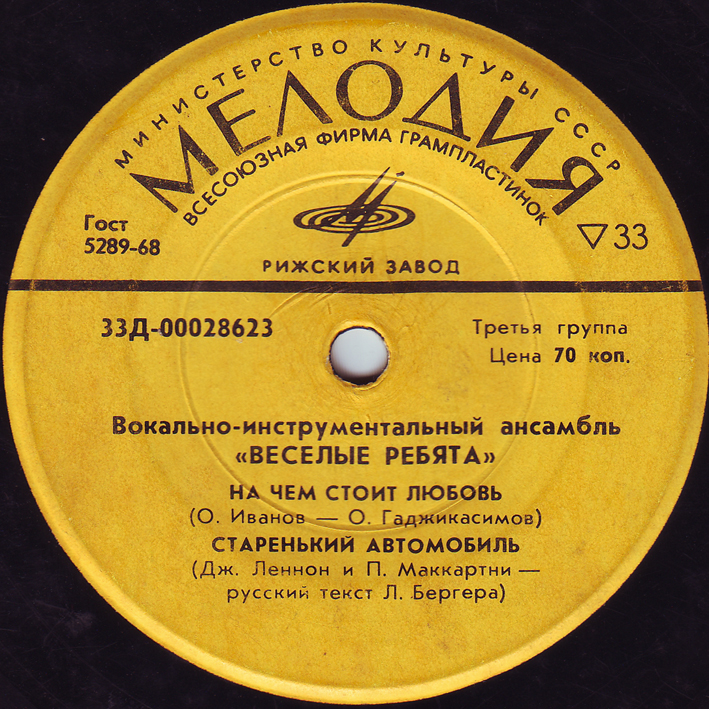 МИНИСТЕРСТВО КУЛЬТУРЫ СССР
МЕЛОДИЯ
ВСЕСОЮЗНАЯ ФИРМА ГРАМПЛАСТИНОК
Гост
5289-68
33
РИЖСКИЙ ЗАВОД
33Д-00028623
Третья группа
Цена 70 коп.
Вокально-инструментальный ансамбль
«ВЕСЕЛЫЕ РЕБЯТА»
НА ЧЕМ СТОИТ ЛЮБОВЬ
(О. Иванов — О. Гаджикасимов)
СТАРЕНЬКИЙ АВТОМОБИЛЬ
(Дж. Леннон и П. Маккартни —
русский текст Л. Бергера)